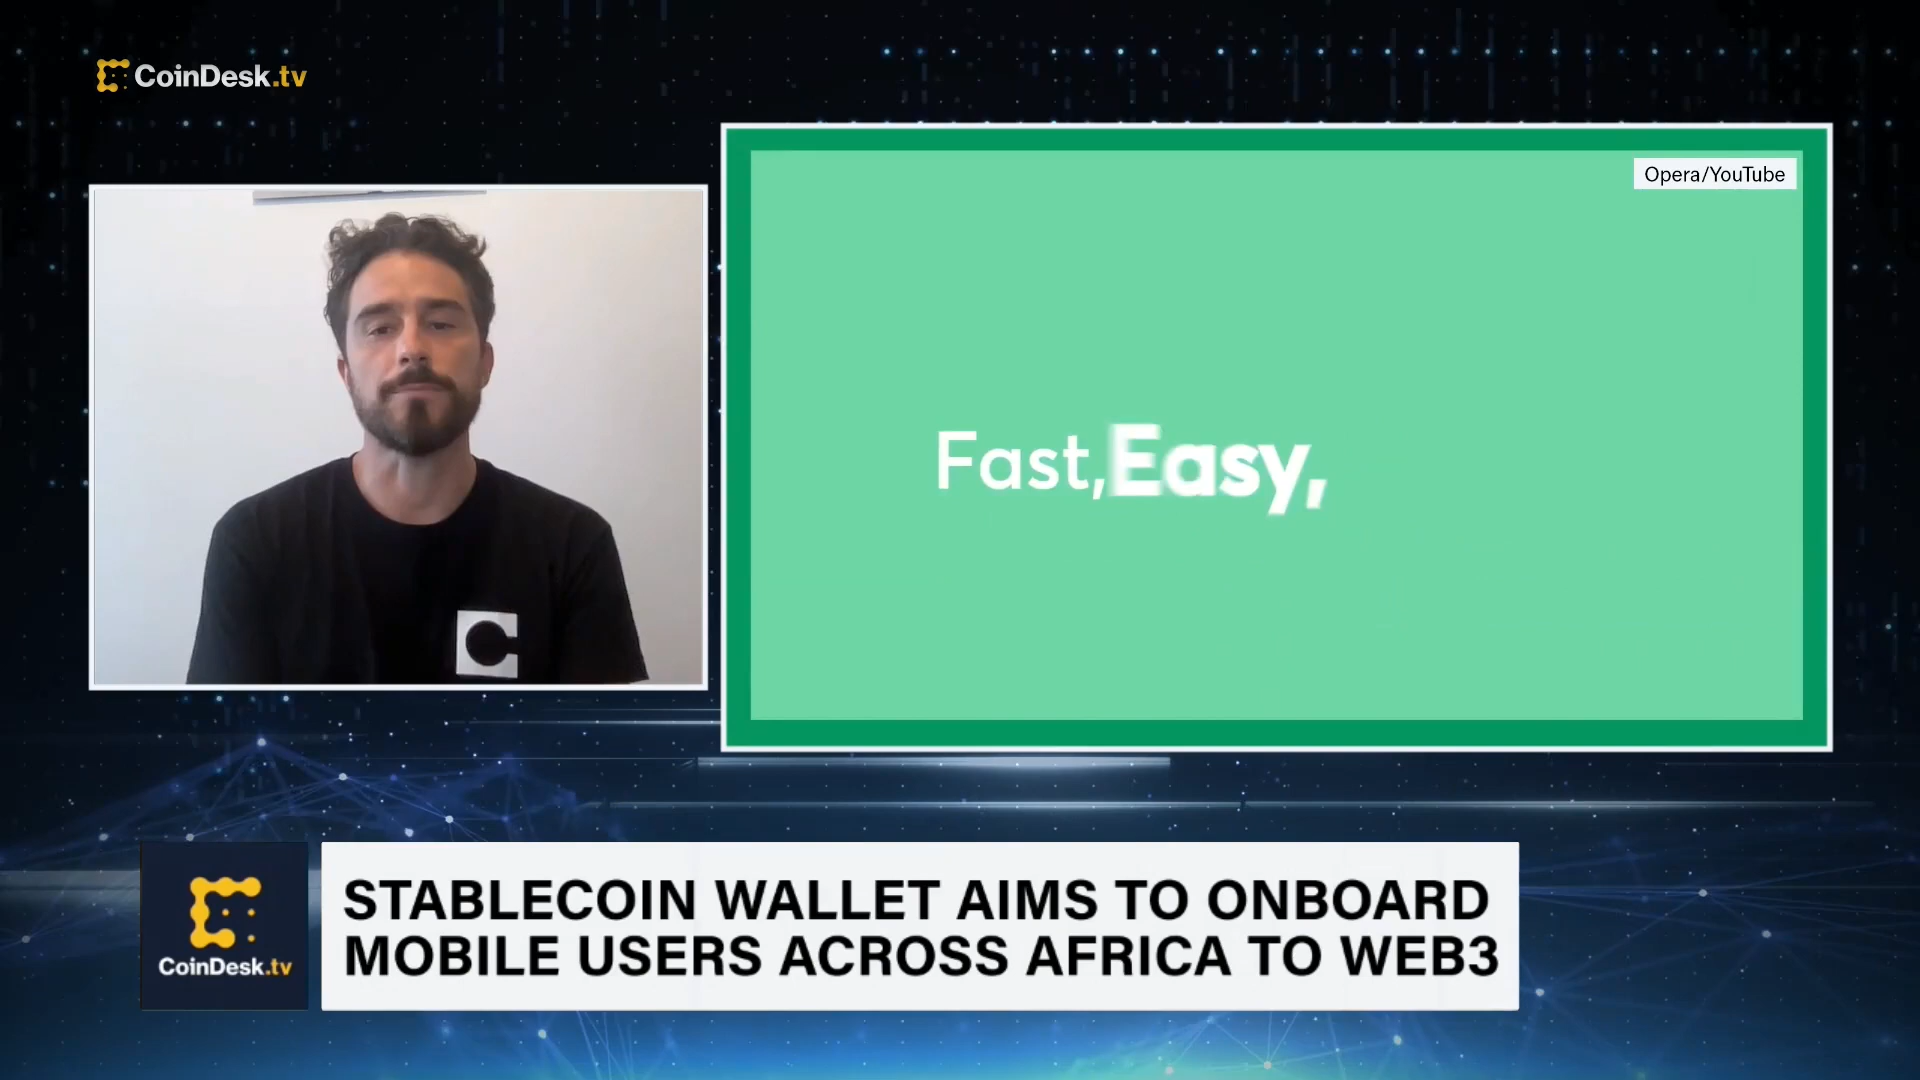 CoinDesk.tv
Opera/YouTube
Fast, Easy,
C
CoinDesk.tv
STABLECOIN WALLET AIMS TO ONBOARD
MOBILE USERS ACROSS AFRICA TO WEB3